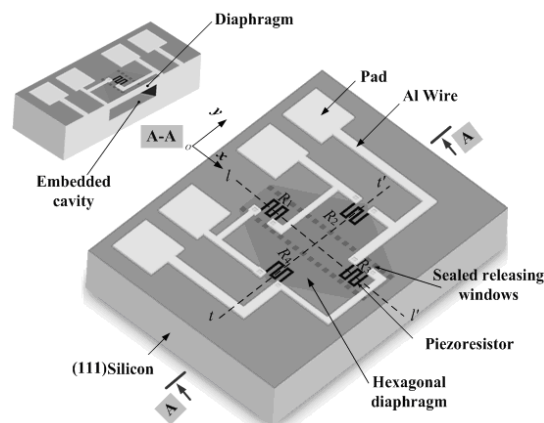 Diaphragm
Pad
Al Wire
y
A-A
o
x
A
Embedded
cavity
l
t'
R1
R2
R3
R4
Sealed releasing
windows
t
l'
Piezoresistor
(111)Silicon
Hexagonal
diaphragm
A